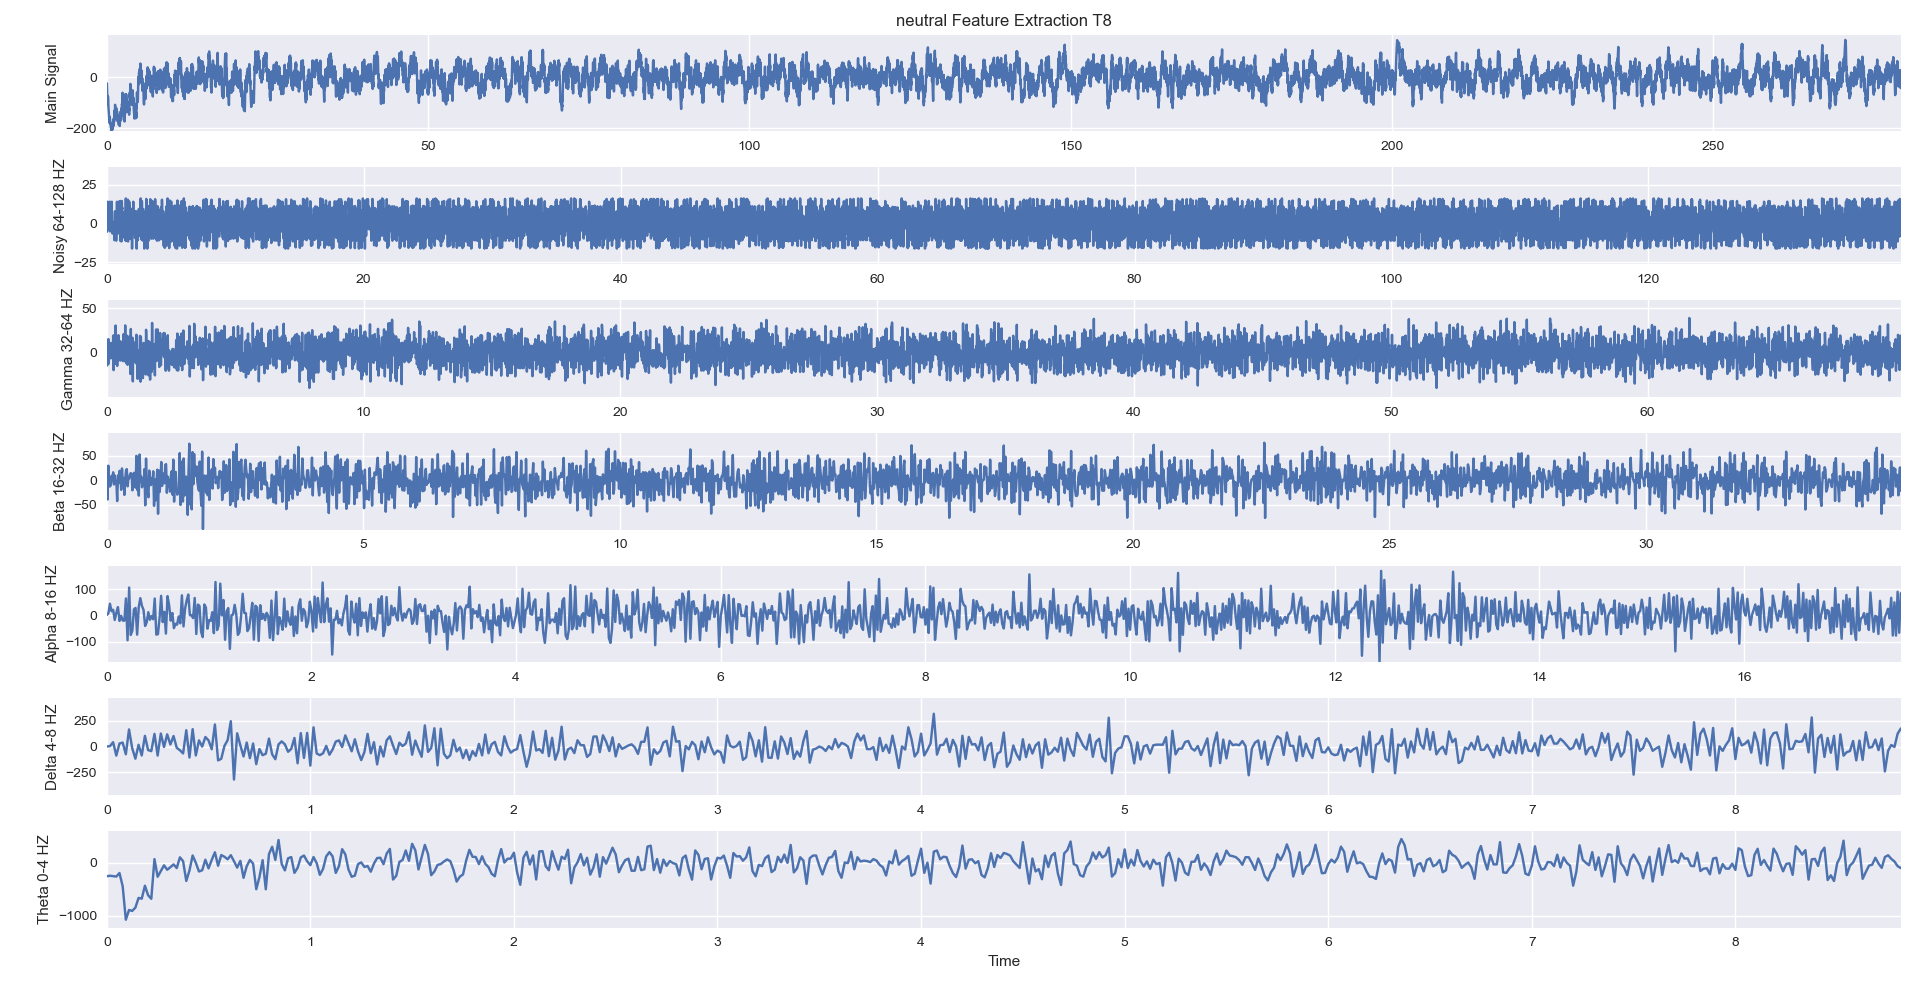 neutral Feature Extraction T8
Main Signal
0
−200
0 50 100 150 200 250
Noisy 64-128 HZ
25
0
−25
0 20 40 60 80 100 120
Gamma 32-64 HZ
50
0
0 10 20 30 40 50 60
Beta 16-32 HZ
50
0
−50
0 5 10 15 20 25 30
Alpha 8-16 HZ
100
0
−100
0 2 4 6 8 10 12 14 16
Delta 4-8 HZ
250
0
−250
0 1 2 3 4 5 6 7 8
Theta 0-4 HZ
0
−1000
0 1 2 3 4 5 6 7 8
Time